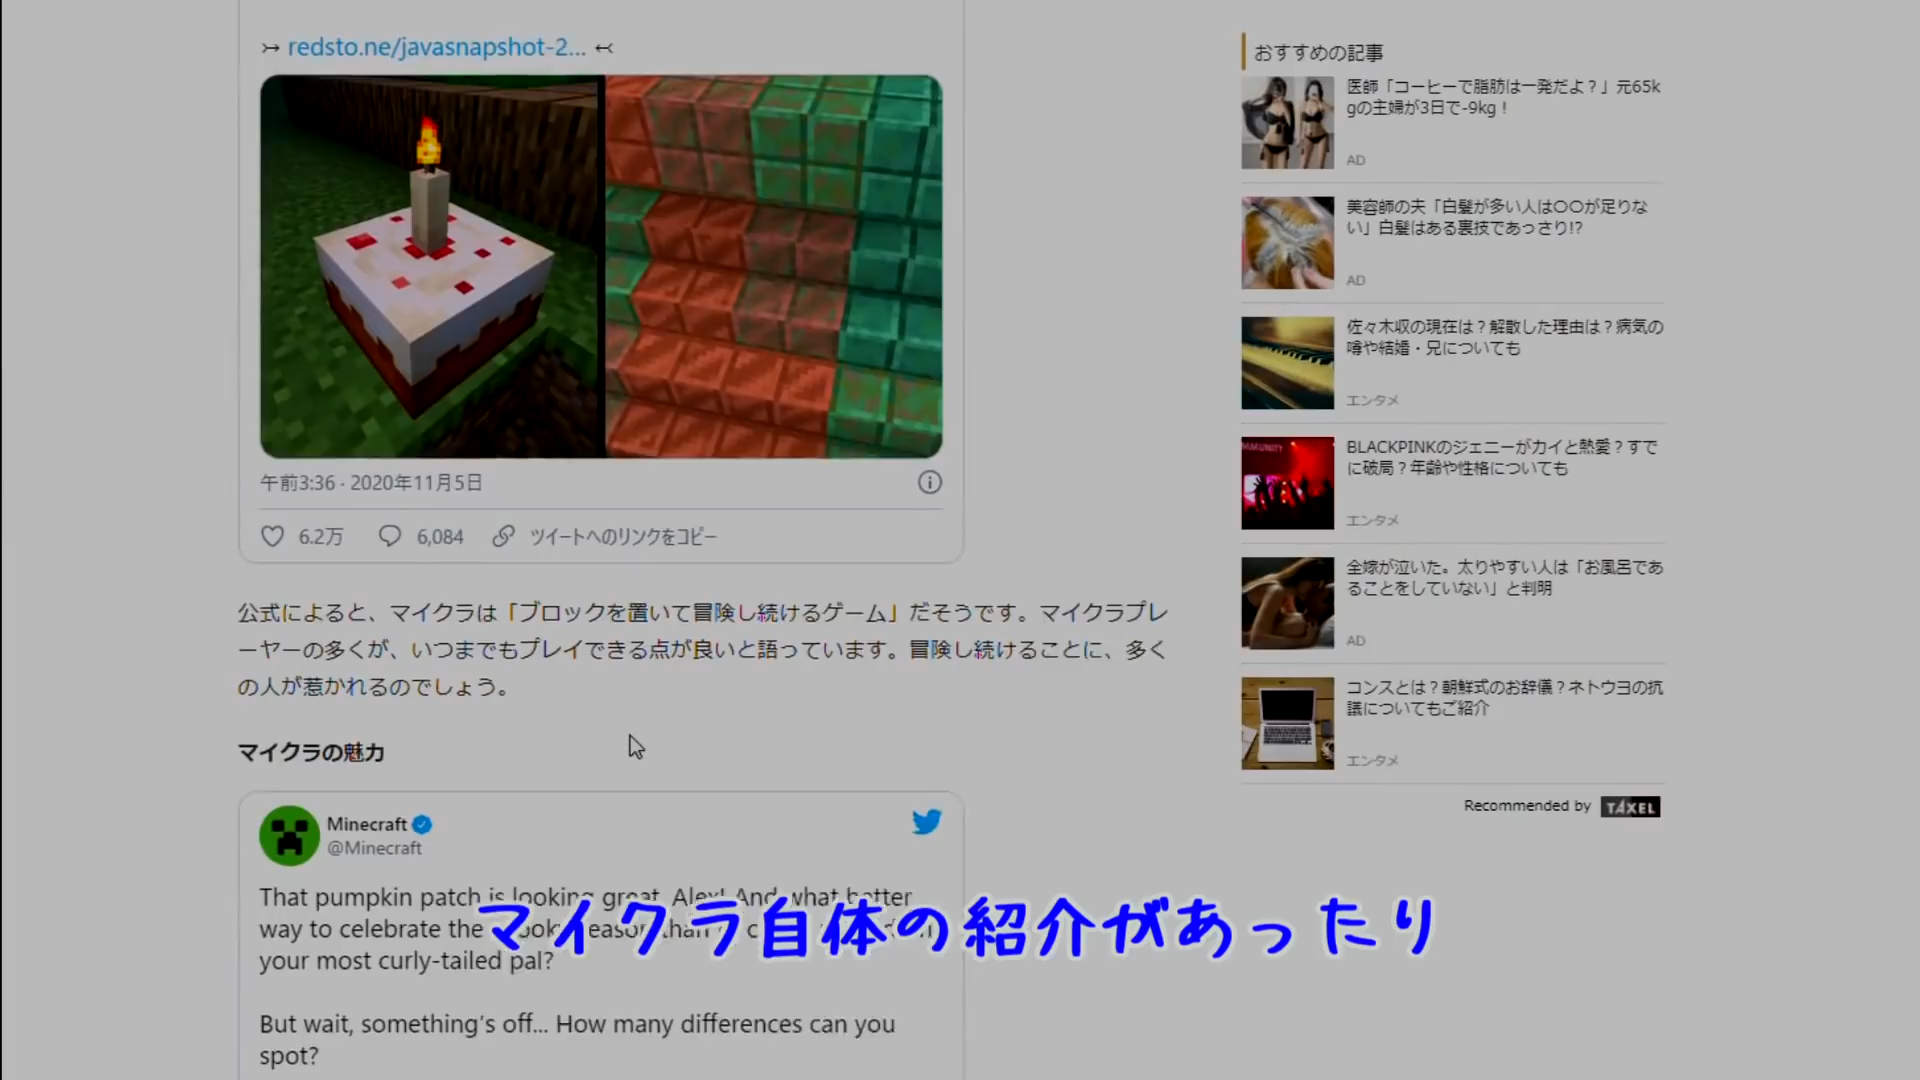 redsto.ne/javasnapshot-2...
午前3:36 · 2020年11月5日
6.2万 6,084 ツイートへのリンクをコピー
公式によると、マイクラは「ブロックを置いて冒険し続けるゲーム」だそうです。マイクラプレ
ーヤーの多くが、いつまでもプレイできる点が良いと語っています。冒険し続けることに、多く
の人が惹かれるのでしょう。
マイクラの魅力
Minecraft
@Minecraft
That pumpkin patch is looking great, Alex! And what better
way to celebrate the
your most curly-tailed pal?
But wait, something's off... How many differences can you
spot?
マイクラ自体の紹介があったり
おすすめの記事
医師「コーヒーで脂肪は一発だよ？」元65k
gの主婦が3日で-9kg！
AD
美容師の夫「白髪が多い人は〇〇が足りな
い」白髪はある裏技であっさり!?
AD
佐々木収の現在は？解散した理由は？病気の
噂や結婚・兄についても
エンタメ
BLACKPINKのジェニーがカイと熱愛？すで
に破局？年齢や性格についても
エンタメ
全嫁が泣いた。太りやすい人は「お風呂であ
ることをしていない」と判明
AD
コンスとは？朝鮮式のお辞儀？ネトウヨの抗
議についてもご紹介
エンタメ
Recommended by TAXEL